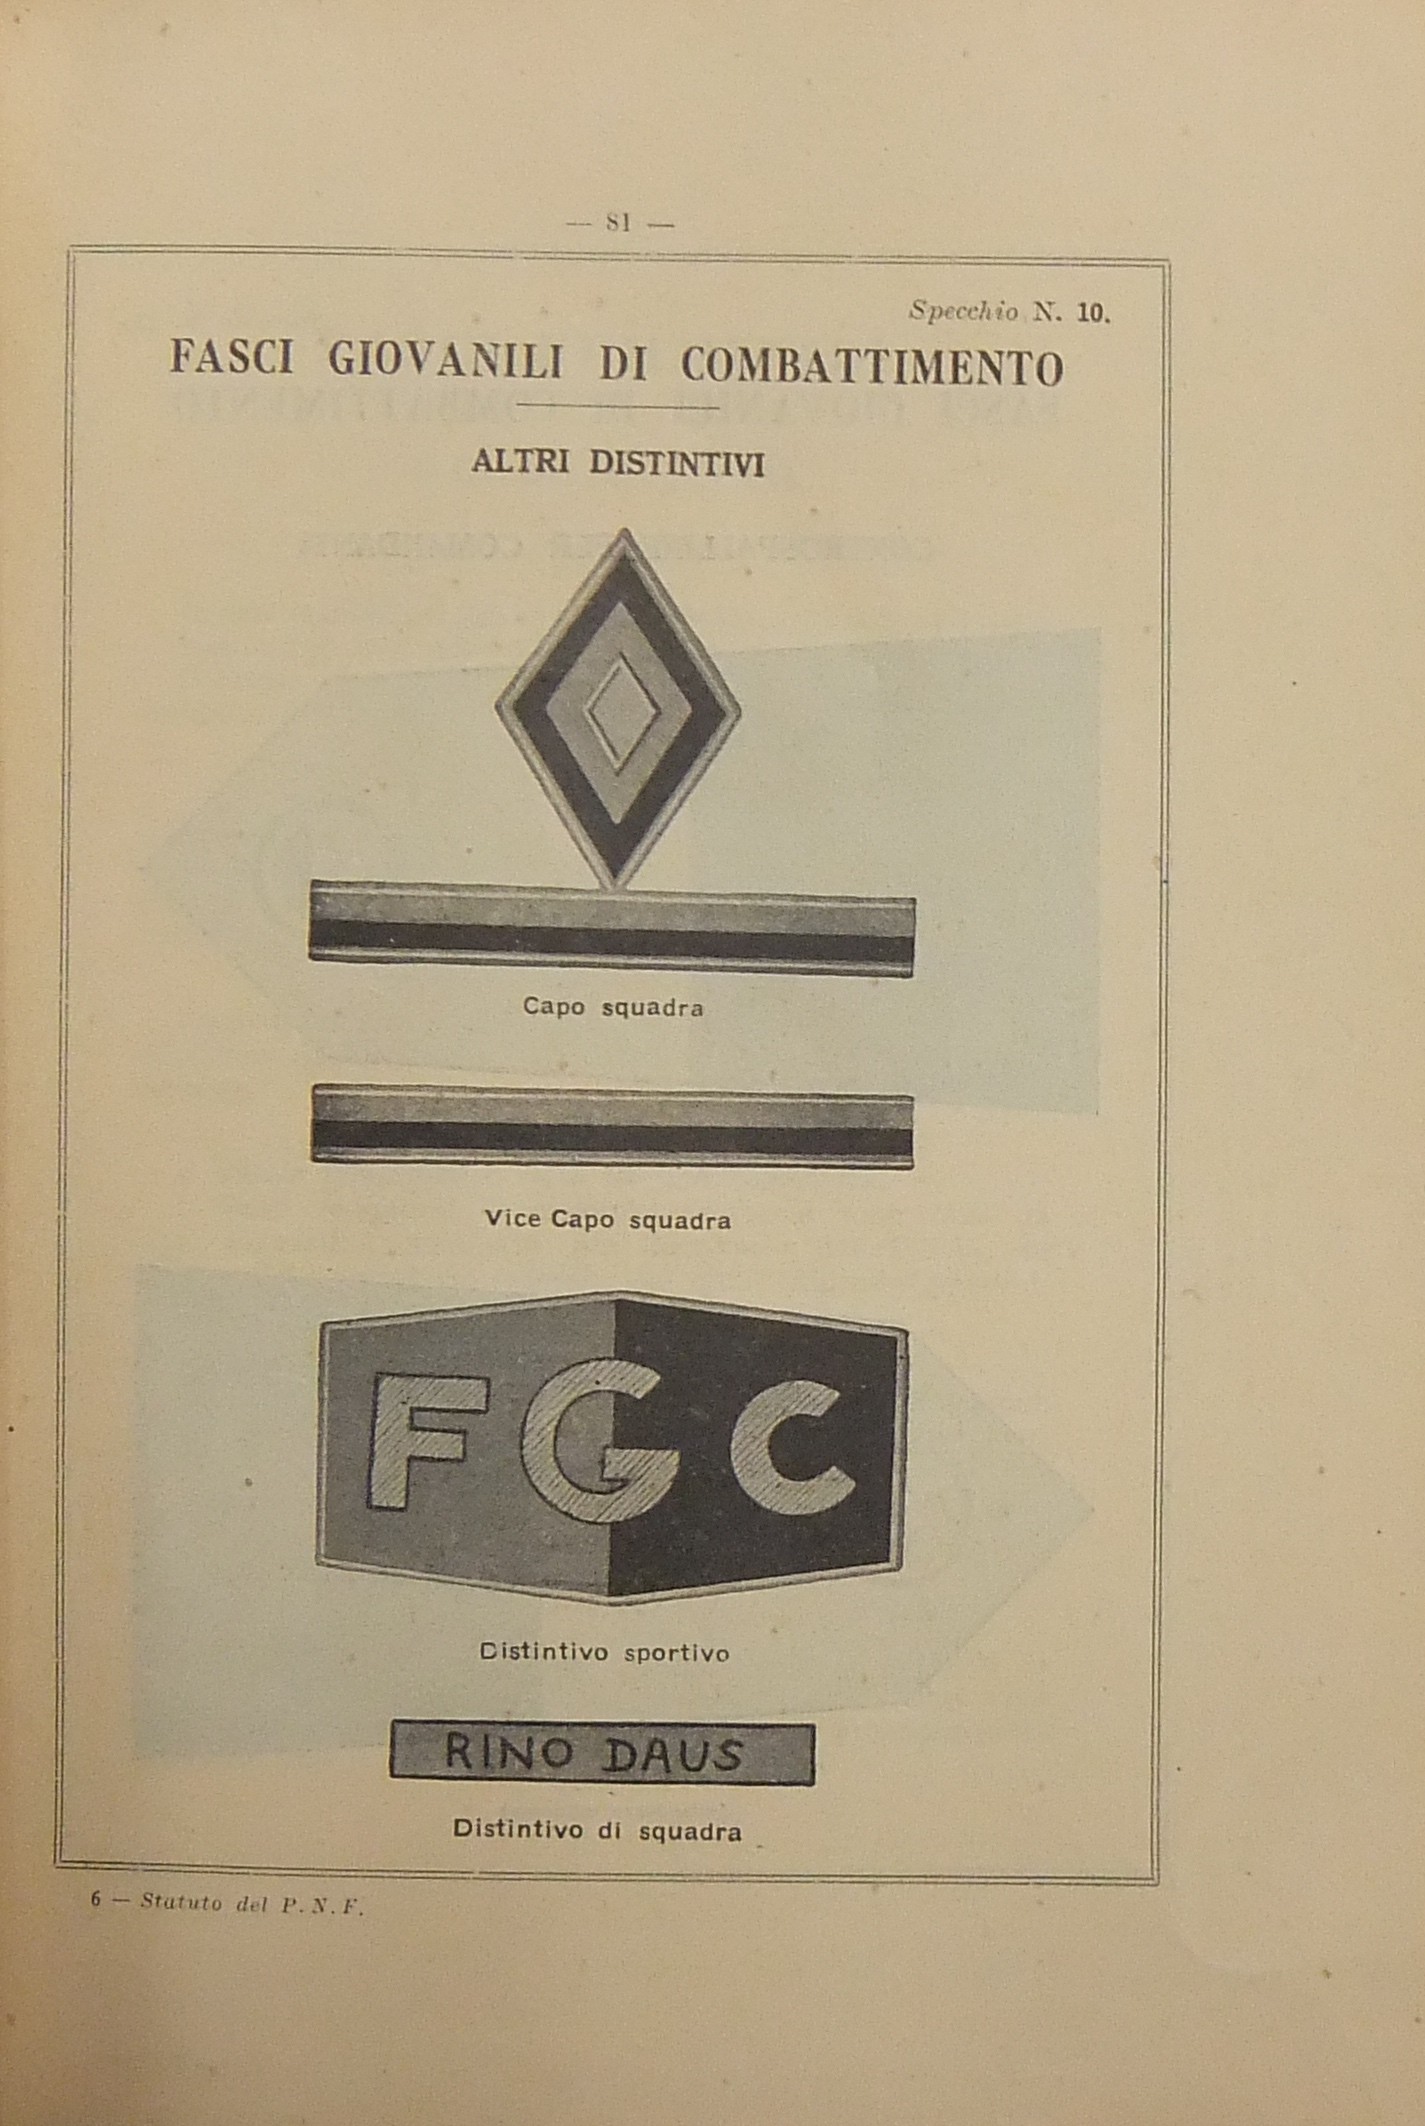 — 81 —
Specchio N. 10.
FASCI GIOVANILI DI COMBATTIMENTO
ALTRI DISTINTIVI
Capo squadra
Vice Capo squadra
FGC
Distintivo sportivo
RINO DAUS
Distintivo di squadra
6 — Statuto del P. N. F.